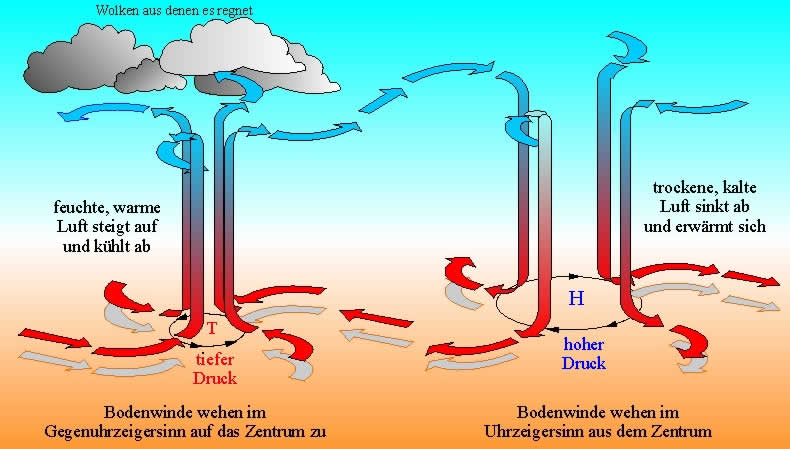 Wolken aus denen es regnet
feuchte, warme
Luft steigt auf
und kühlt ab
trockene, kalte
Luft sinkt ab
und erwärmt sich
T
tiefer
Druck
H
hoher
Druck
Bodenwinde wehen im
Gegenuhrzeigersinn auf das Zentrum zu
Bodenwinde wehen im
Uhrzeigersinn aus dem Zentrum